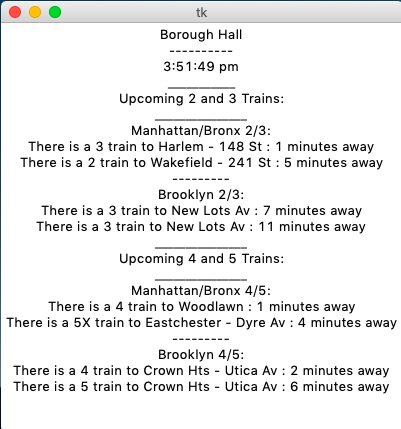 tk
Borough Hall
----------
3:51:49 pm
____________
Upcoming 2 and 3 Trains:
________________
Manhattan/Bronx 2/3:
There is a 3 train to Harlem - 148 St : 1 minutes away
There is a 2 train to Wakefield - 241 St : 5 minutes away
---------
Brooklyn 2/3:
There is a 3 train to New Lots Av : 7 minutes away
There is a 3 train to New Lots Av : 11 minutes away
________________
Upcoming 4 and 5 Trains:
________________
Manhattan/Bronx 4/5:
There is a 4 train to Woodlawn : 1 minutes away
There is a 5X train to Eastchester - Dyre Av : 4 minutes away
---------
Brooklyn 4/5:
There is a 4 train to Crown Hts - Utica Av : 2 minutes away
There is a 5 train to Crown Hts - Utica Av : 6 minutes away